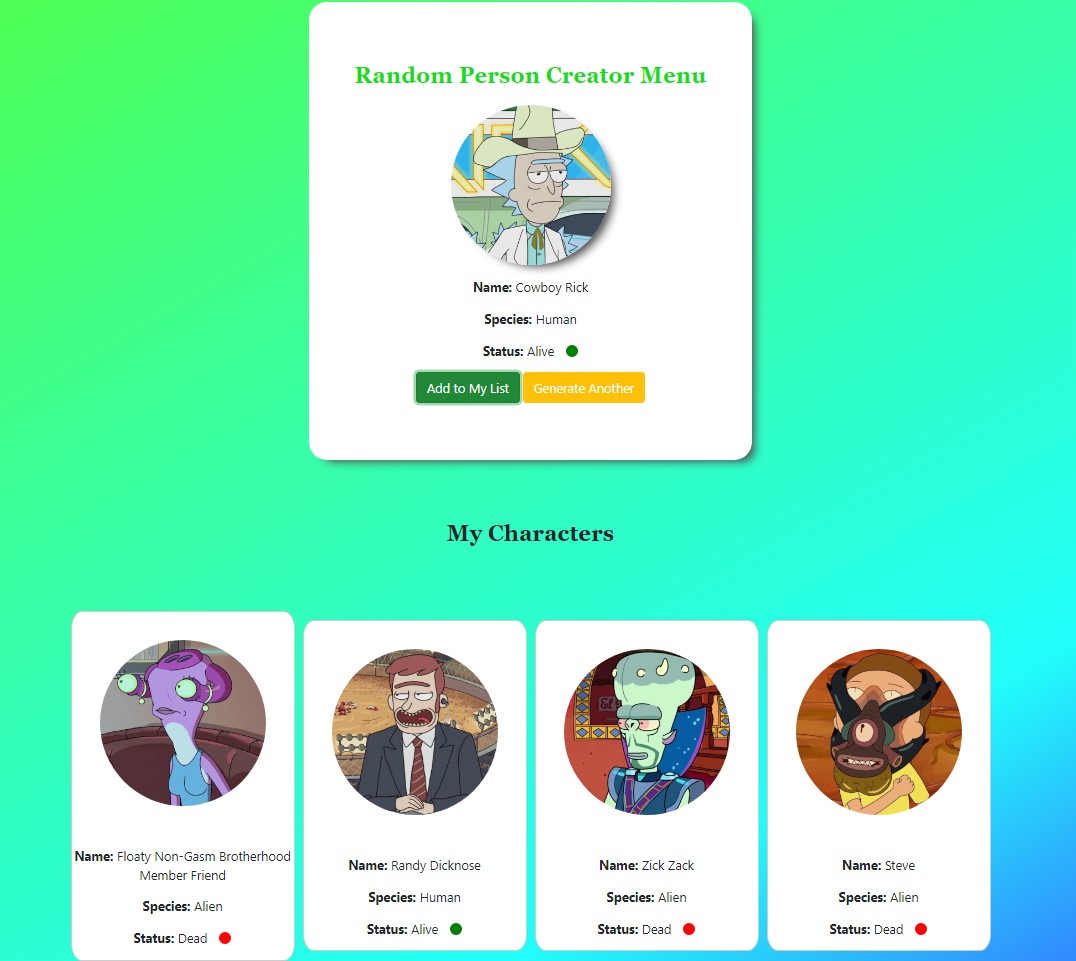 Random Person Creator Menu
Name: Cowboy Rick
Species: Human
Status: Alive
Add to My List
Generate Another
My Characters
Name: Floaty Non-Gasm Brotherhood
Member Friend
Species: Alien
Status: Dead
Name: Randy Dicknose
Species: Human
Status: Alive
Name: Zick Zack
Species: Alien
Status: Dead
Name: Steve
Species: Alien
Status: Dead